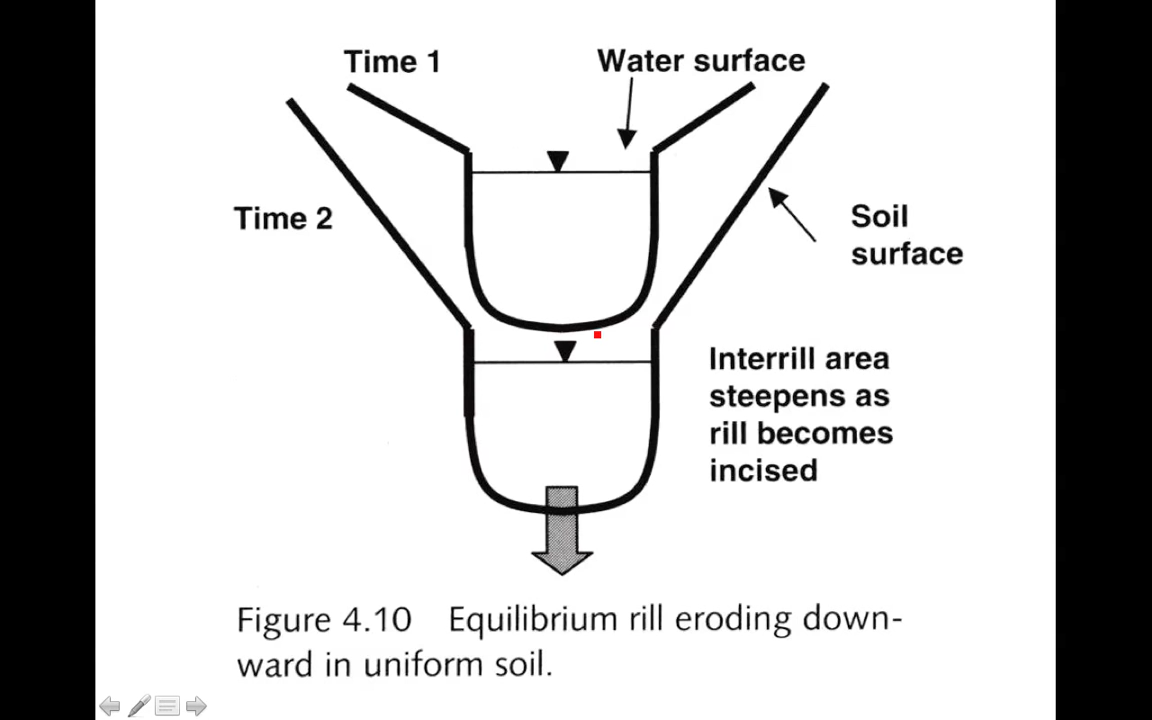 Time 1
Water surface
Time 2
Soil
surface
Interrill area
steepens as
rill becomes
incised
Figure 4.10 Equilibrium rill eroding down-
ward in uniform soil.